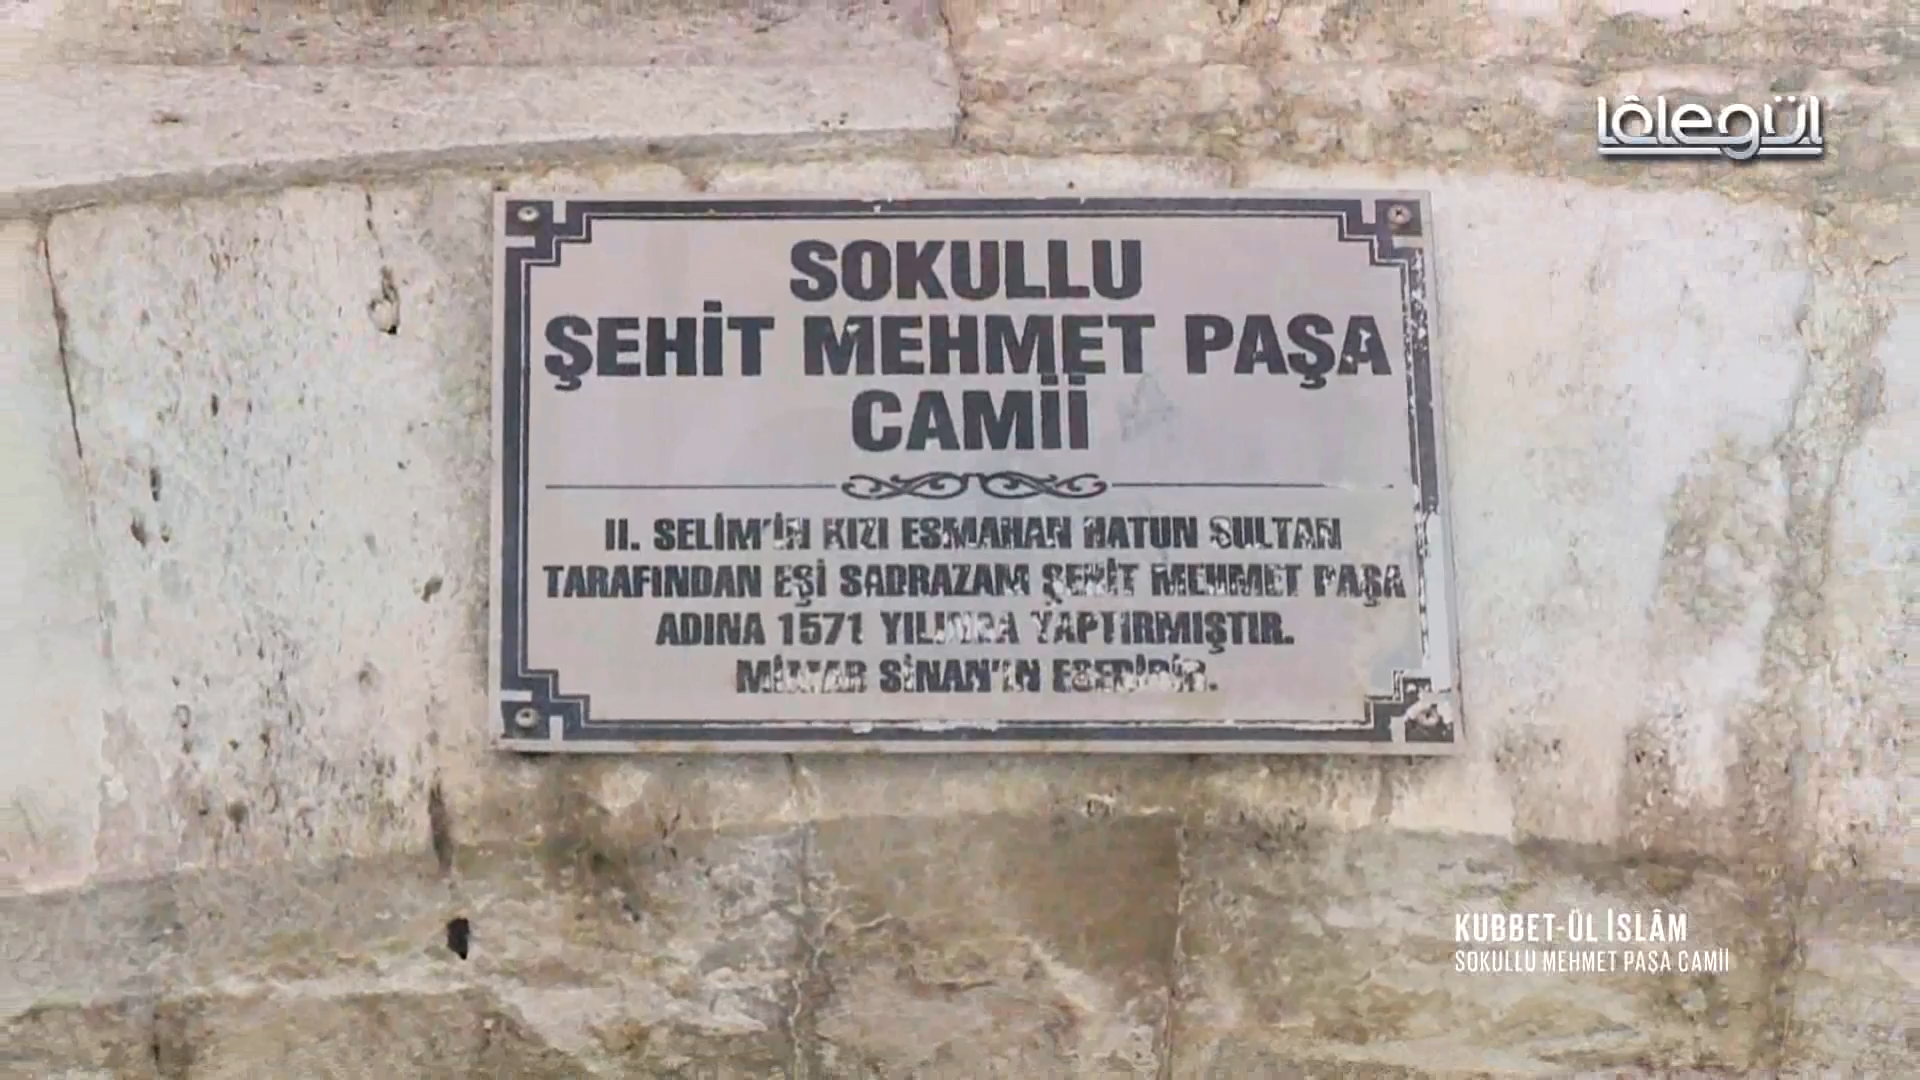 lâlegül
SOKULLU
ŞEHİT MEHMET PAŞA
CAMİİ
II. SELİM'İN KIZI ESMAHAN HATUN SULTAN
TARAFINDAN EŞİ SADRAZAM ŞEHİT MEHMET PAŞA
ADINA 1571 YILINDA YAPTIRMIŞTIR.
MİMAR SİNAN'IN ESERİDİR.
KUBBET-ÜL İSLÂM
SOKULLU MEHMET PAŞA CAMİİ